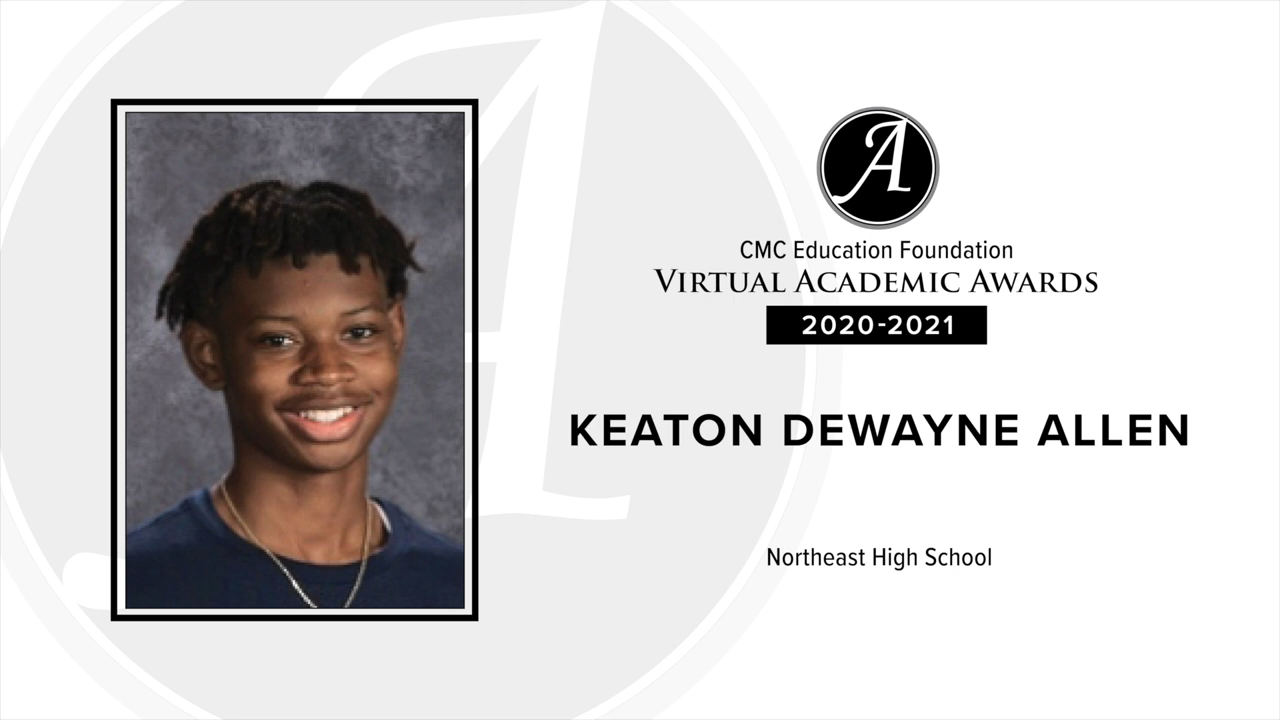 A
CMC Education Foundation
VIRTUAL ACADEMIC AWARDS
2020-2021
KEATON DEWAYNE ALLEN
Northeast High School